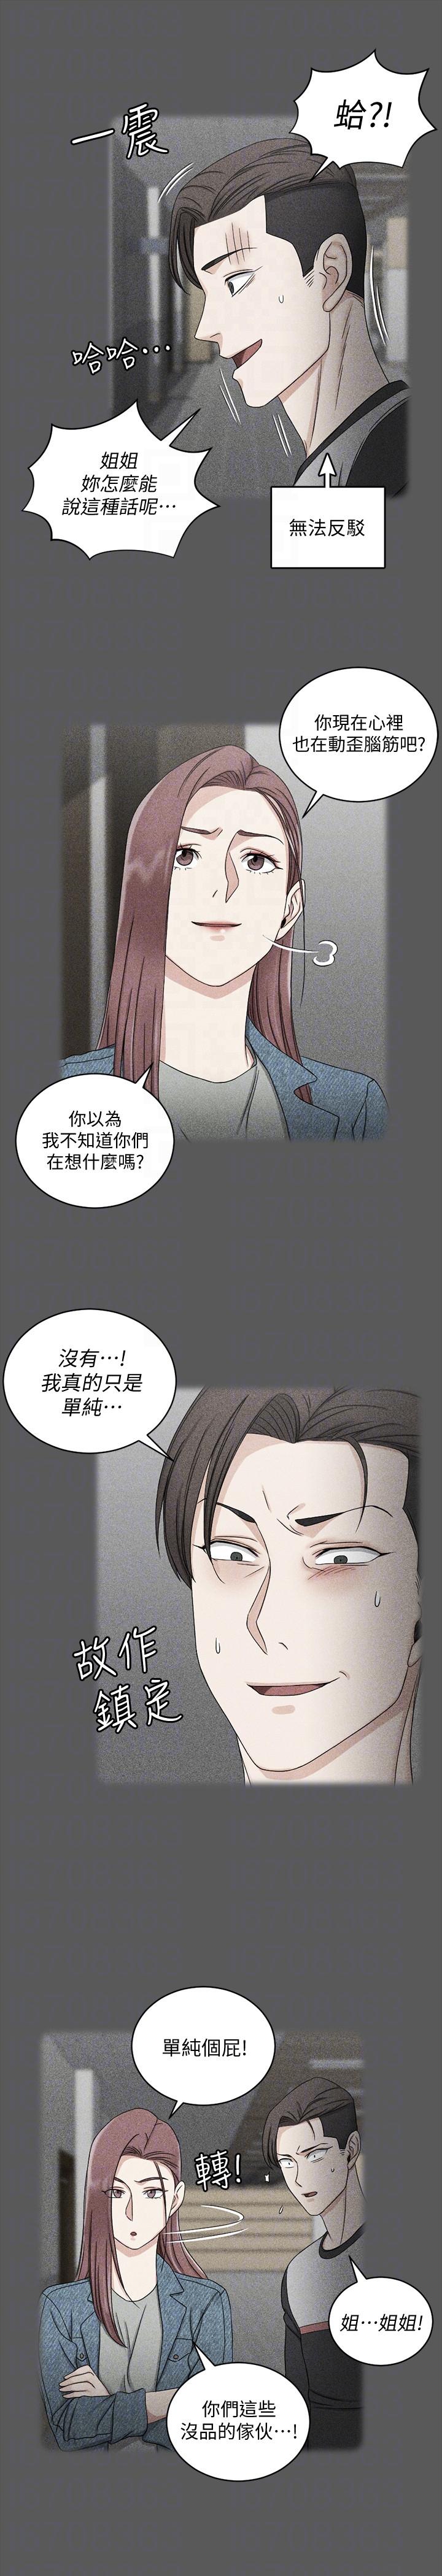 蛤?!
一震
哈哈…
姐姐
妳怎麼能
說這種話呢…
無法反駁
你現在心裡
也在動歪腦筋吧?
你以為
我不知道你們
在想什麼嗎?
沒有…!
我真的只是
單純…
故作
鎮定
單純個屁!
轉!
姐…姐姐!
你們這些
沒品的傢伙…!